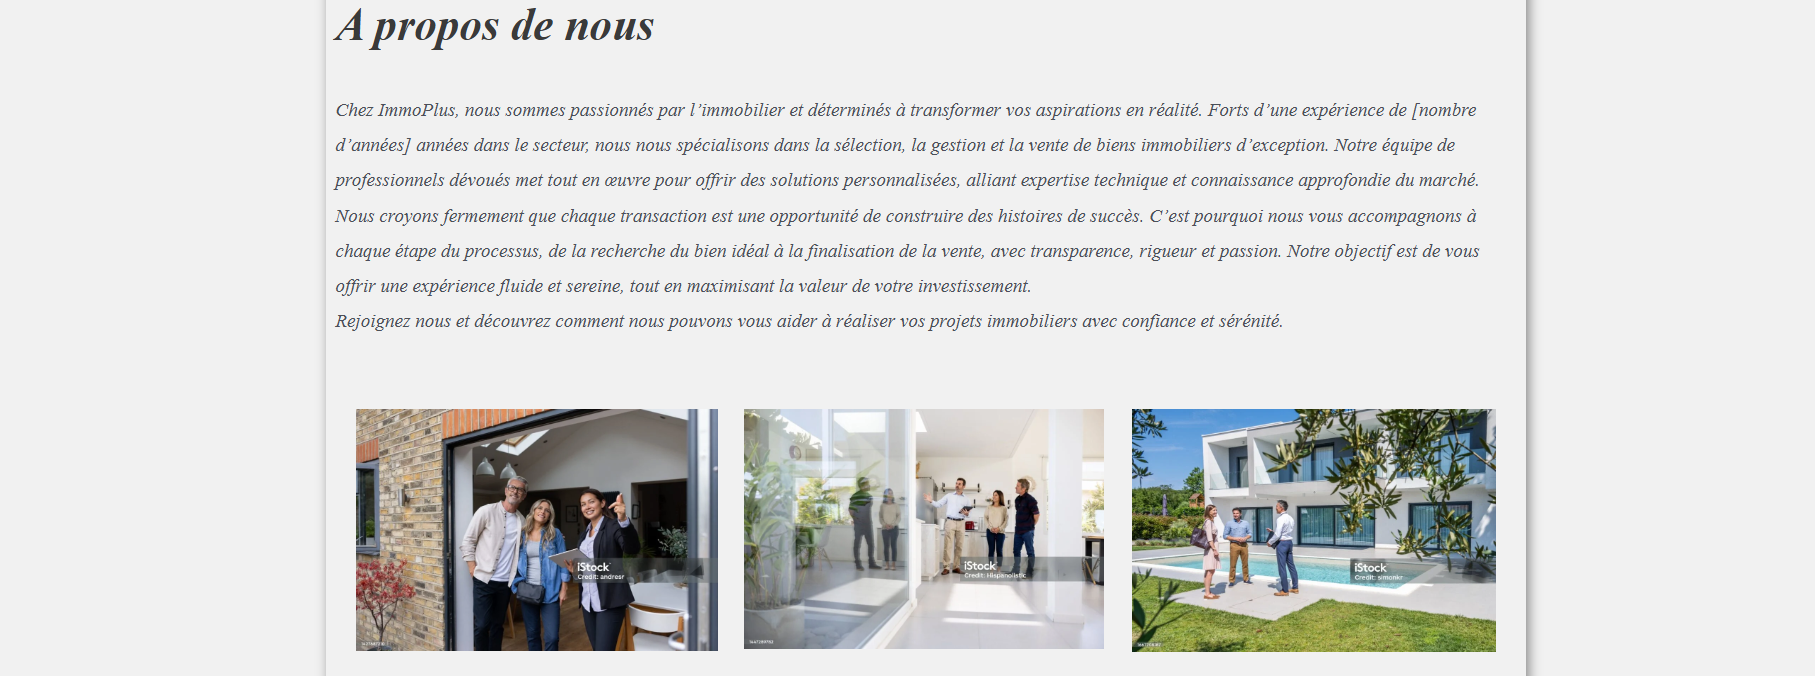 A propos de nous
Chez ImmoPlus, nous sommes passionnés par l’immobilier et déterminés à transformer vos aspirations en réalité. Forts d’une expérience de [nombre
d’années] années dans le secteur, nous nous spécialisons dans la sélection, la gestion et la vente de biens immobiliers d’exception. Notre équipe de
professionnels dévoués met tout en œuvre pour offrir des solutions personnalisées, alliant expertise technique et connaissance approfondie du marché.
Nous croyons fermement que chaque transaction est une opportunité de construire des histoires de succès. C’est pourquoi nous vous accompagnons à
chaque étape du processus, de la recherche du bien idéal à la finalisation de la vente, avec transparence, rigueur et passion. Notre objectif est de vous
offrir une expérience fluide et sereine, tout en maximisant la valeur de votre investissement.
Rejoignez nous et découvrez comment nous pouvons vous aider à réaliser vos projets immobiliers avec confiance et sérénité.
iStock
Credit: andresr
iStock
Credit: Hispanolistic
iStock
Credit: simonkr